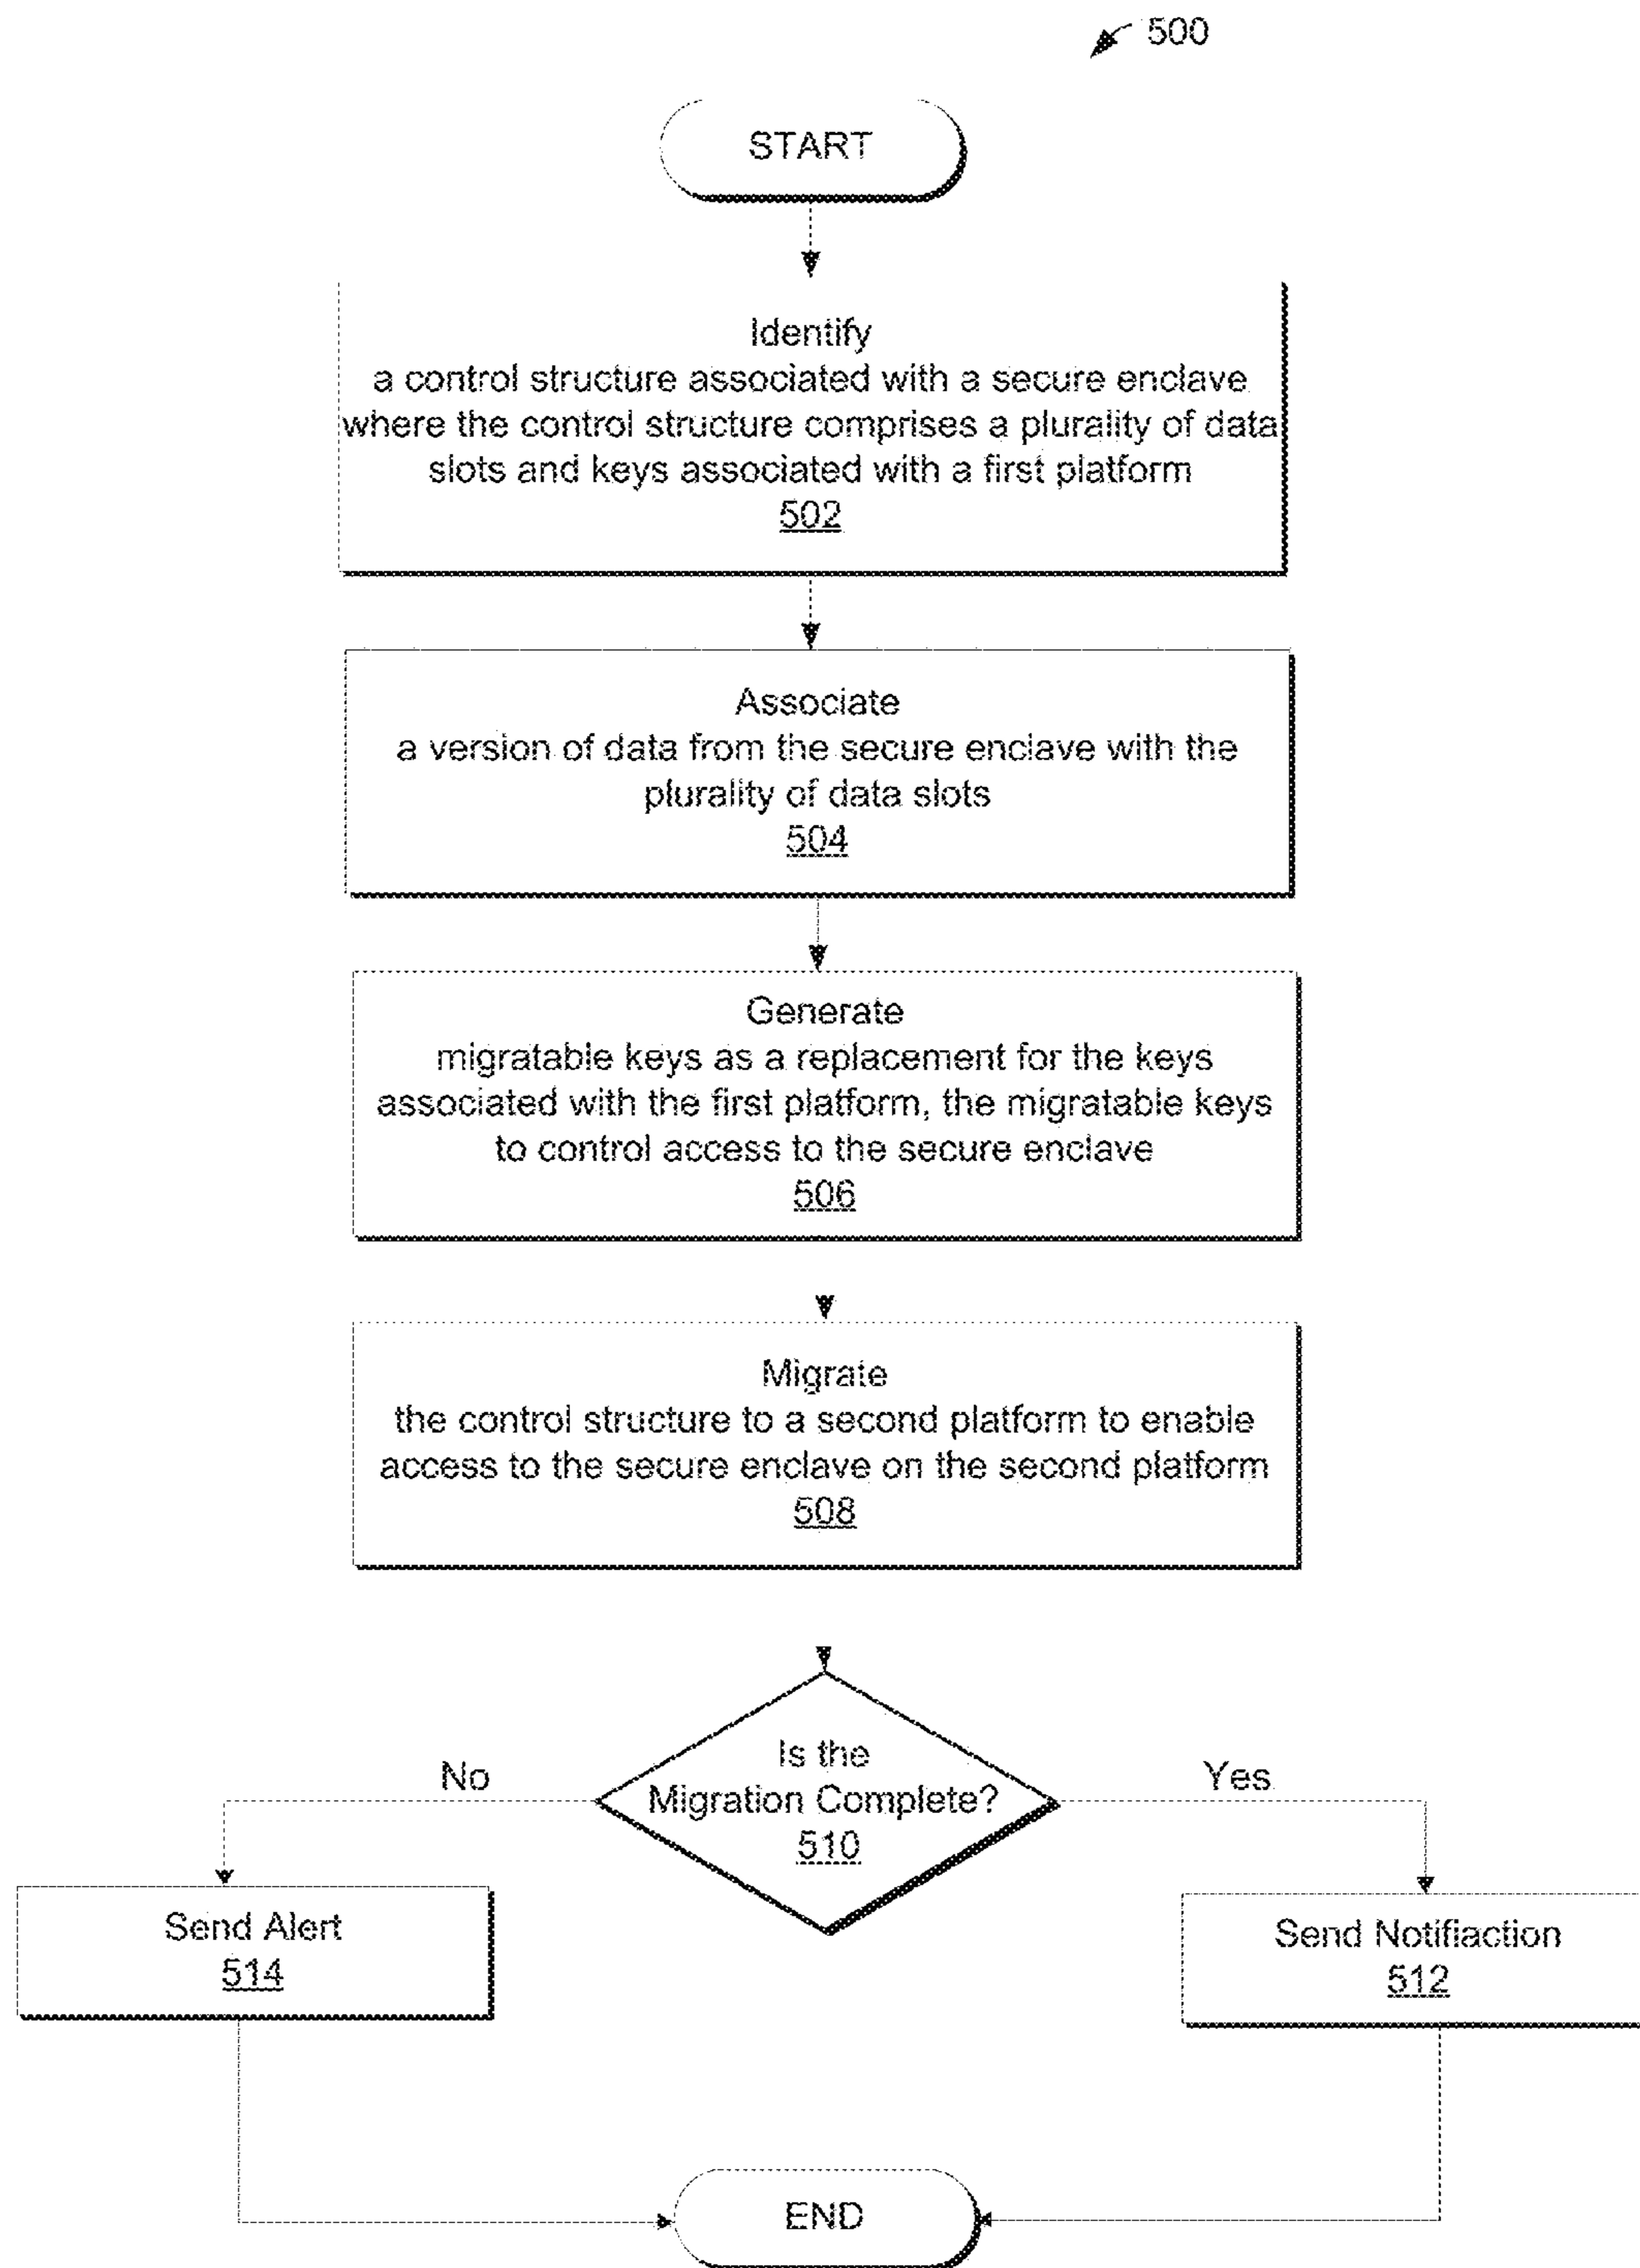 500
START
Identify
a control structure associated with a secure enclave
where the control structure comprises a plurality of data
slots and keys associated with a first platform
502
Associate
a version of data from the secure enclave with the
plurality of data slots
504
Generate
migratable keys as a replacement for the keys
associated with the first platform, the migratable keys
to control access to the secure enclave
506
Migrate
the control structure to a second platform to enable
access to the secure enclave on the second platform
508
Is the
Migration Complete?
510
No
Yes
Send Alert
514
Send Notifiaction
512
END